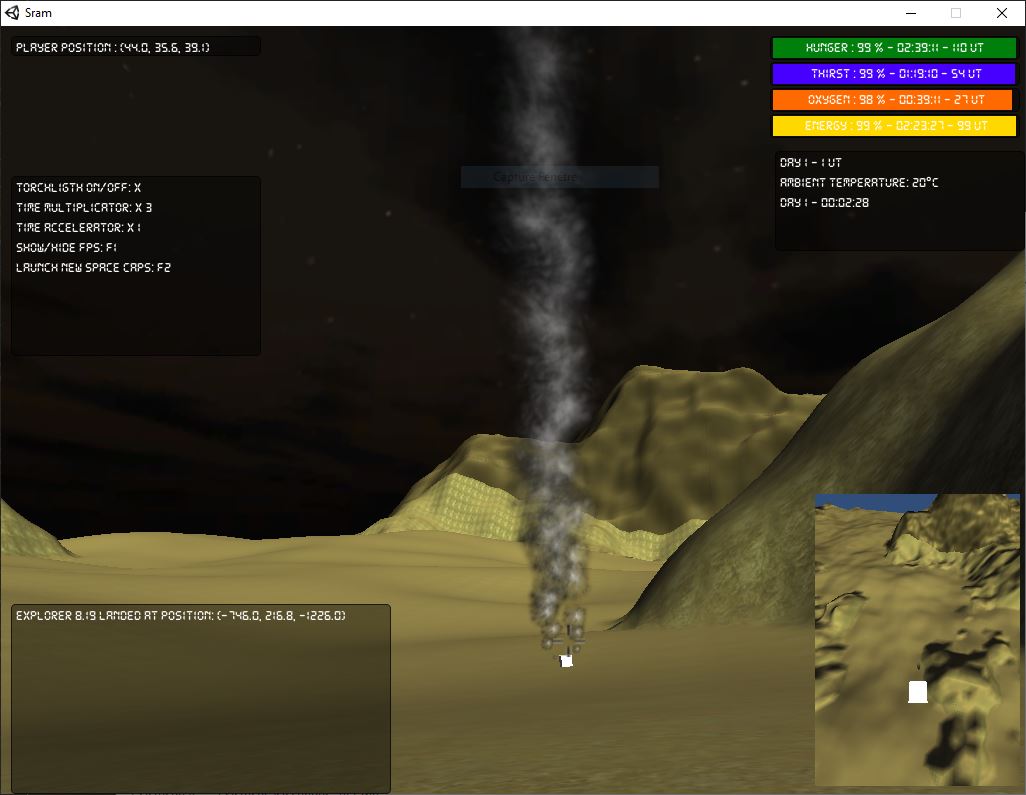 Sram
PLAYER POSITION : (44.0, 35.6, 39.1)
HUNGER : 99 % - 02:39:11 - 110 UT
THIRST : 99 % - 01:19:10 - 54 UT
OXYGEN : 98 % - 00:39:11 - 27 UT
ENERGY : 99 % - 02:23:27 - 99 UT
DAY 1 - 1 UT
AMBIENT TEMPERATURE: 20°C
DAY 1 - 00:02:28
Capture Fenêtre
TORCHLIGTH ON/OFF: X
TIME MULTIPLICATOR: X 3
TIME ACCELERATOR: X 1
SHOW/HIDE FPS: F1
LAUNCH NEW SPACE CAPS: F2
EXPLORER 8.19 LANDED AT POSITION: (-746.0, 216.8, -1226.0)